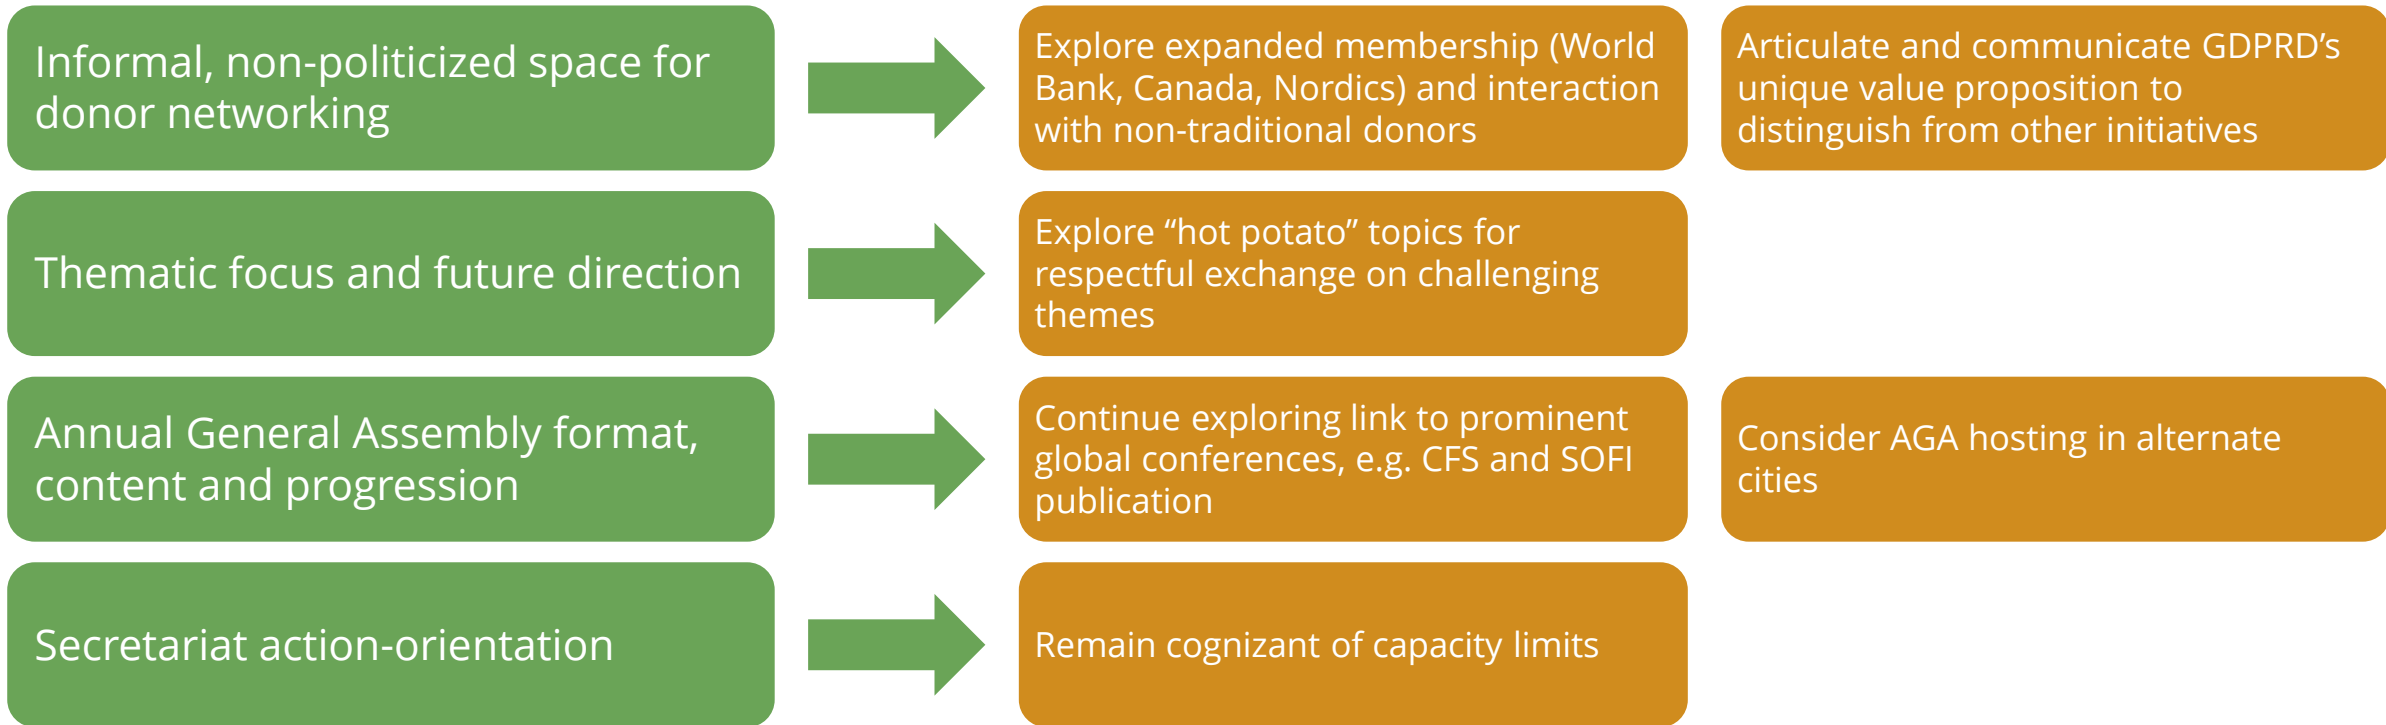 Informal, non-politicized space for
donor networking
Explore expanded membership (World
Bank, Canada, Nordics) and interaction
with non-traditional donors
Articulate and communicate GDPRD’s
unique value proposition to
distinguish from other initiatives
Thematic focus and future direction
Explore “hot potato” topics for
respectful exchange on challenging
themes
Annual General Assembly format,
content and progression
Continue exploring link to prominent
global conferences, e.g. CFS and SOFI
publication
Consider AGA hosting in alternate
cities
Secretariat action-orientation
Remain cognizant of capacity limits